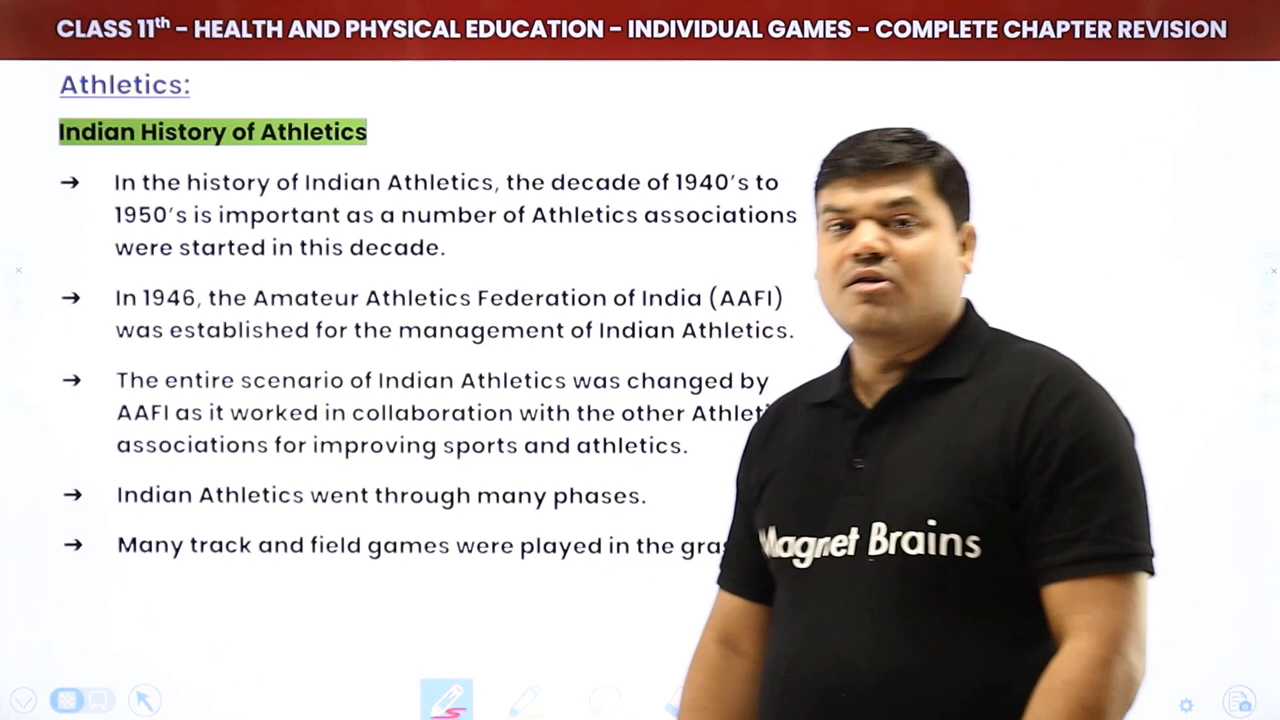 CLASS 11th - HEALTH AND PHYSICAL EDUCATION - INDIVIDUAL GAMES - COMPLETE CHAPTER REVISION
Athletics:
Indian History of Athletics
→ In the history of Indian Athletics, the decade of 1940's to
1950's is important as a number of Athletics associations
were started in this decade.
→ In 1946, the Amateur Athletics Federation of India (AAFI)
was established for the management of Indian Athletics.
→ The entire scenario of Indian Athletics was changed by
AAFI as it worked in collaboration with the other
associations for improving sports and athletics.
→ Indian Athletics went through many phases.
→ Many track and field games were played in the
Magnet Brains